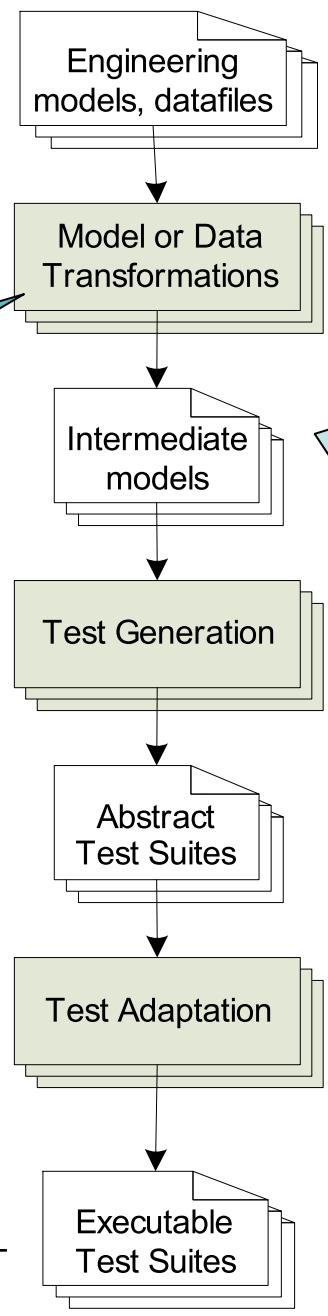 Engineering
models, datafiles
Model or Data
Transformations
Intermediate
models
Test Generation
Abstract
Test Suites
Test Adaptation
Executable
Test Suites